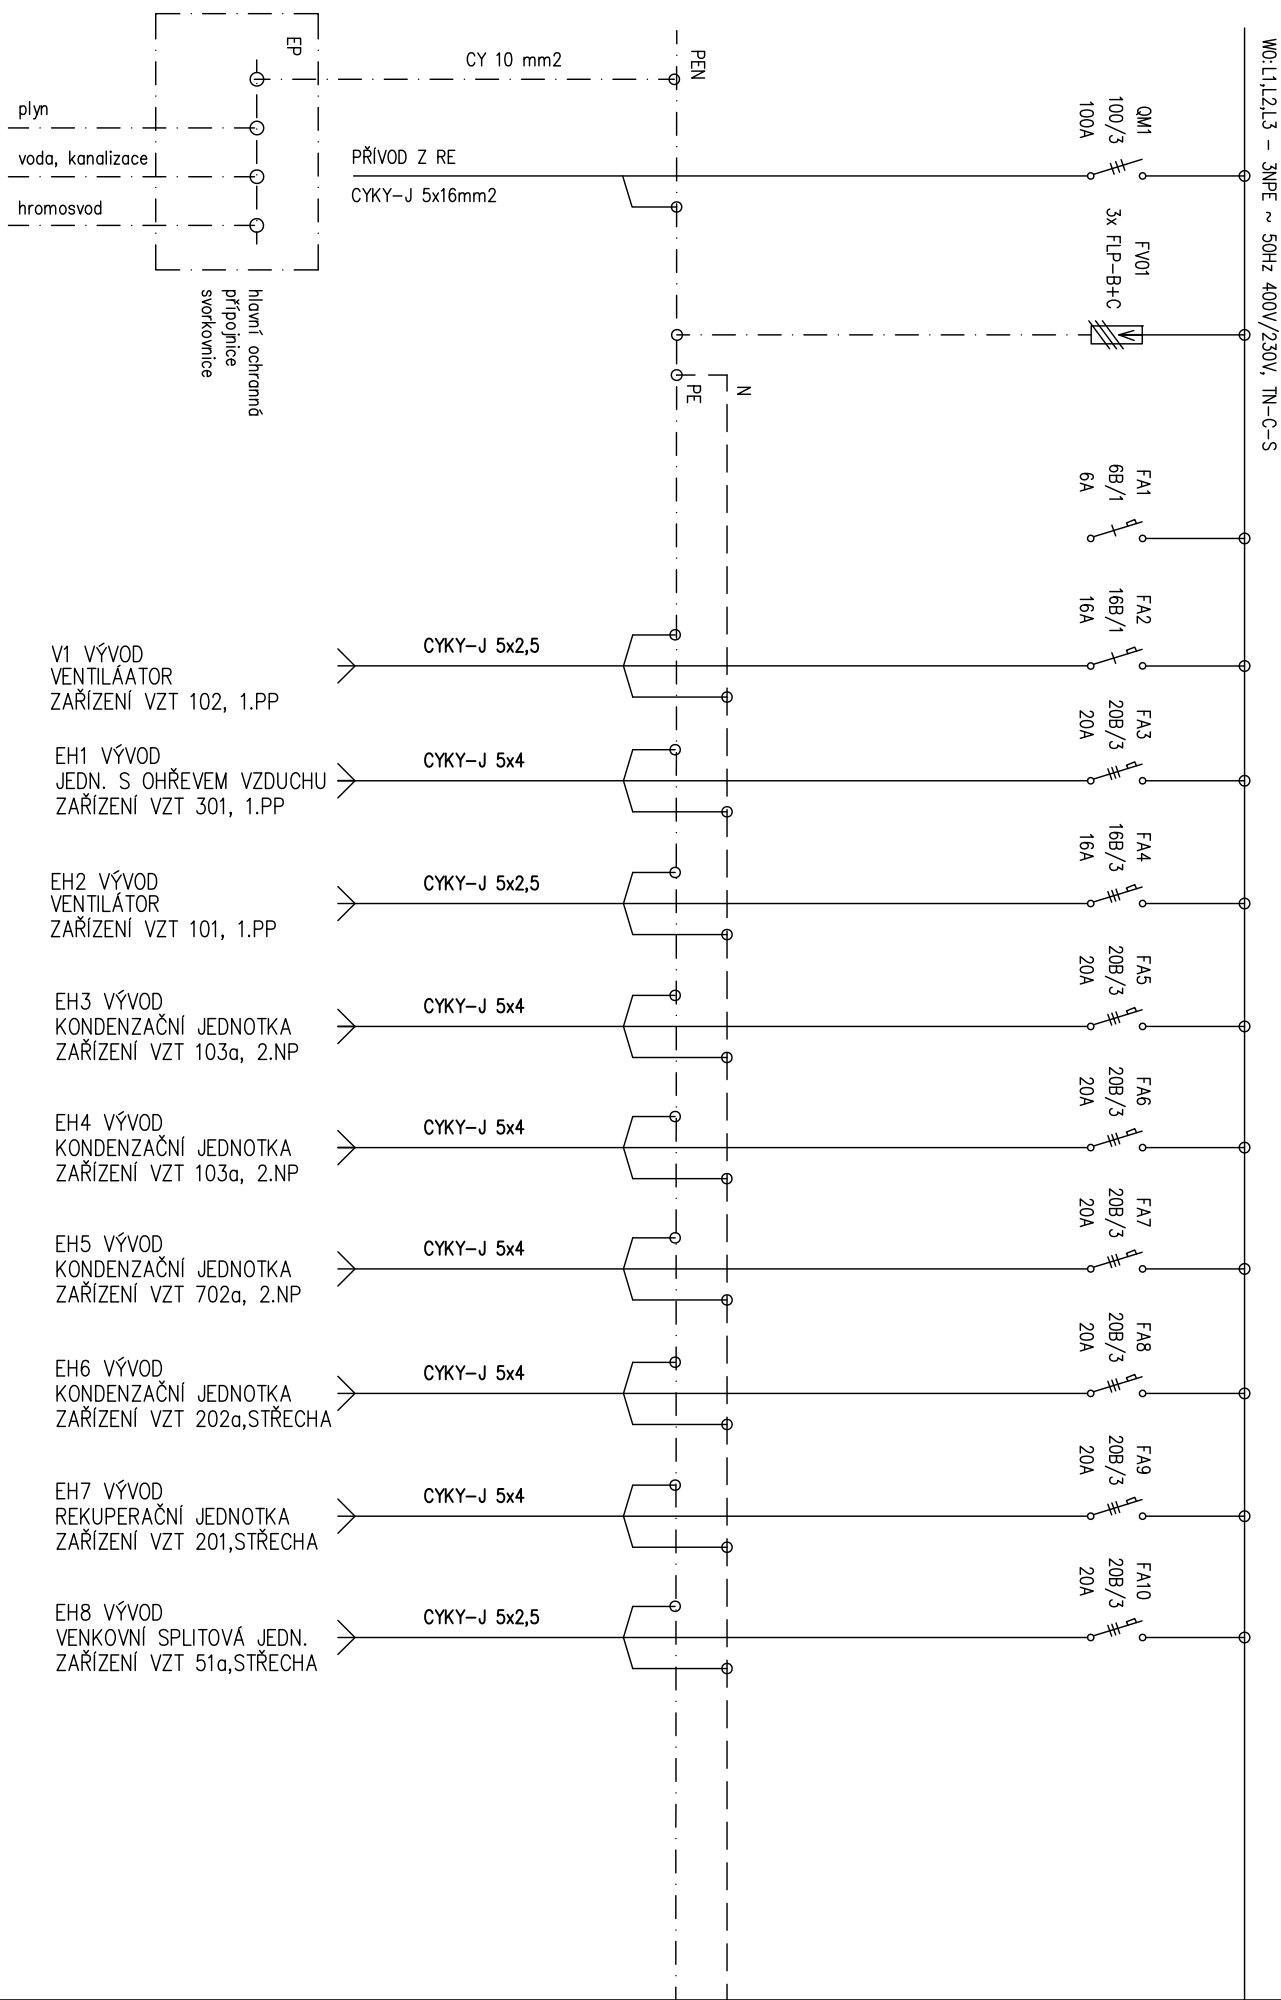 WO:L1,L2,L3 – 3NPE ~ 50Hz 400V/230V, TN–C–S
EP
CY 10 mm2
PEN
plyn
voda, kanalizace
hromosvod
hlavní ochranná
přípojnice
svorkovnice
PŘÍVOD Z RE
CYKY–J 5x16mm2
QM1
100/3
100A
FV01
3x FLP–B+C
PE
N
FA1
6B/1
6A
V1 VÝVOD
VENTILÁATOR
ZAŘÍZENÍ VZT 102, 1.PP
CYKY–J 5x2,5
FA2
16B/1
16A
EH1 VÝVOD
JEDN. S OHŘEVEM VZDUCHU
ZAŘÍZENÍ VZT 301, 1.PP
CYKY–J 5x4
FA3
20B/3
20A
EH2 VÝVOD
VENTILÁTOR
ZAŘÍZENÍ VZT 101, 1.PP
CYKY–J 5x2,5
FA4
16B/3
16A
EH3 VÝVOD
KONDENZAČNÍ JEDNOTKA
ZAŘÍZENÍ VZT 103a, 2.NP
CYKY–J 5x4
FA5
20B/3
20A
EH4 VÝVOD
KONDENZAČNÍ JEDNOTKA
ZAŘÍZENÍ VZT 103a, 2.NP
CYKY–J 5x4
FA6
20B/3
20A
EH5 VÝVOD
KONDENZAČNÍ JEDNOTKA
ZAŘÍZENÍ VZT 702a, 2.NP
CYKY–J 5x4
FA7
20B/3
20A
EH6 VÝVOD
KONDENZAČNÍ JEDNOTKA
ZAŘÍZENÍ VZT 202a,STŘECHA
CYKY–J 5x4
FA8
20B/3
20A
EH7 VÝVOD
REKUPERAČNÍ JEDNOTKA
ZAŘÍZENÍ VZT 201,STŘECHA
CYKY–J 5x4
FA9
20B/3
20A
EH8 VÝVOD
VENKOVNÍ SPLITOVÁ JEDN.
ZAŘÍZENÍ VZT 51a,STŘECHA
CYKY–J 5x2,5
FA10
20B/3
20A